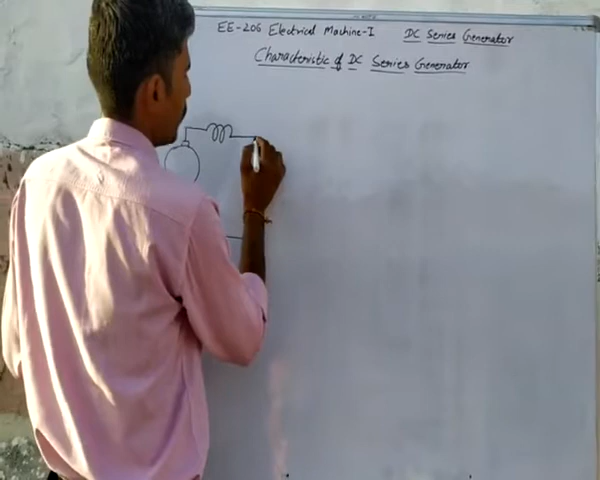 EE-206 Electrical Machine-I DC Series Generator
Characteristic of DC Series Generator